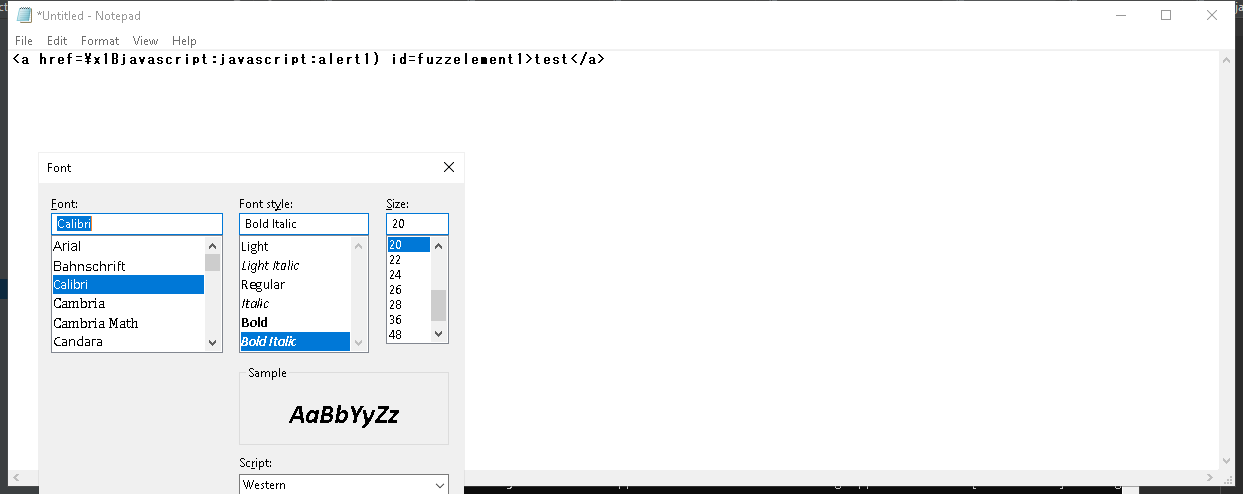 *Untitled - Notepad
File Edit Format View Help
<a href=¥x1Bjavascript:javascript:alert1) id=fuzzelement1>test</a>
Font
Font: Font style: Size:
Calibri Bold Italic 20
Arial Light 20
Bahnschrift Light Italic 22
Calibri Regular 24
Cambria Italic 26
Cambria Math Bold 28
Candara Bold Italic 36
48
Sample
AaBbYyZz
Script:
Western